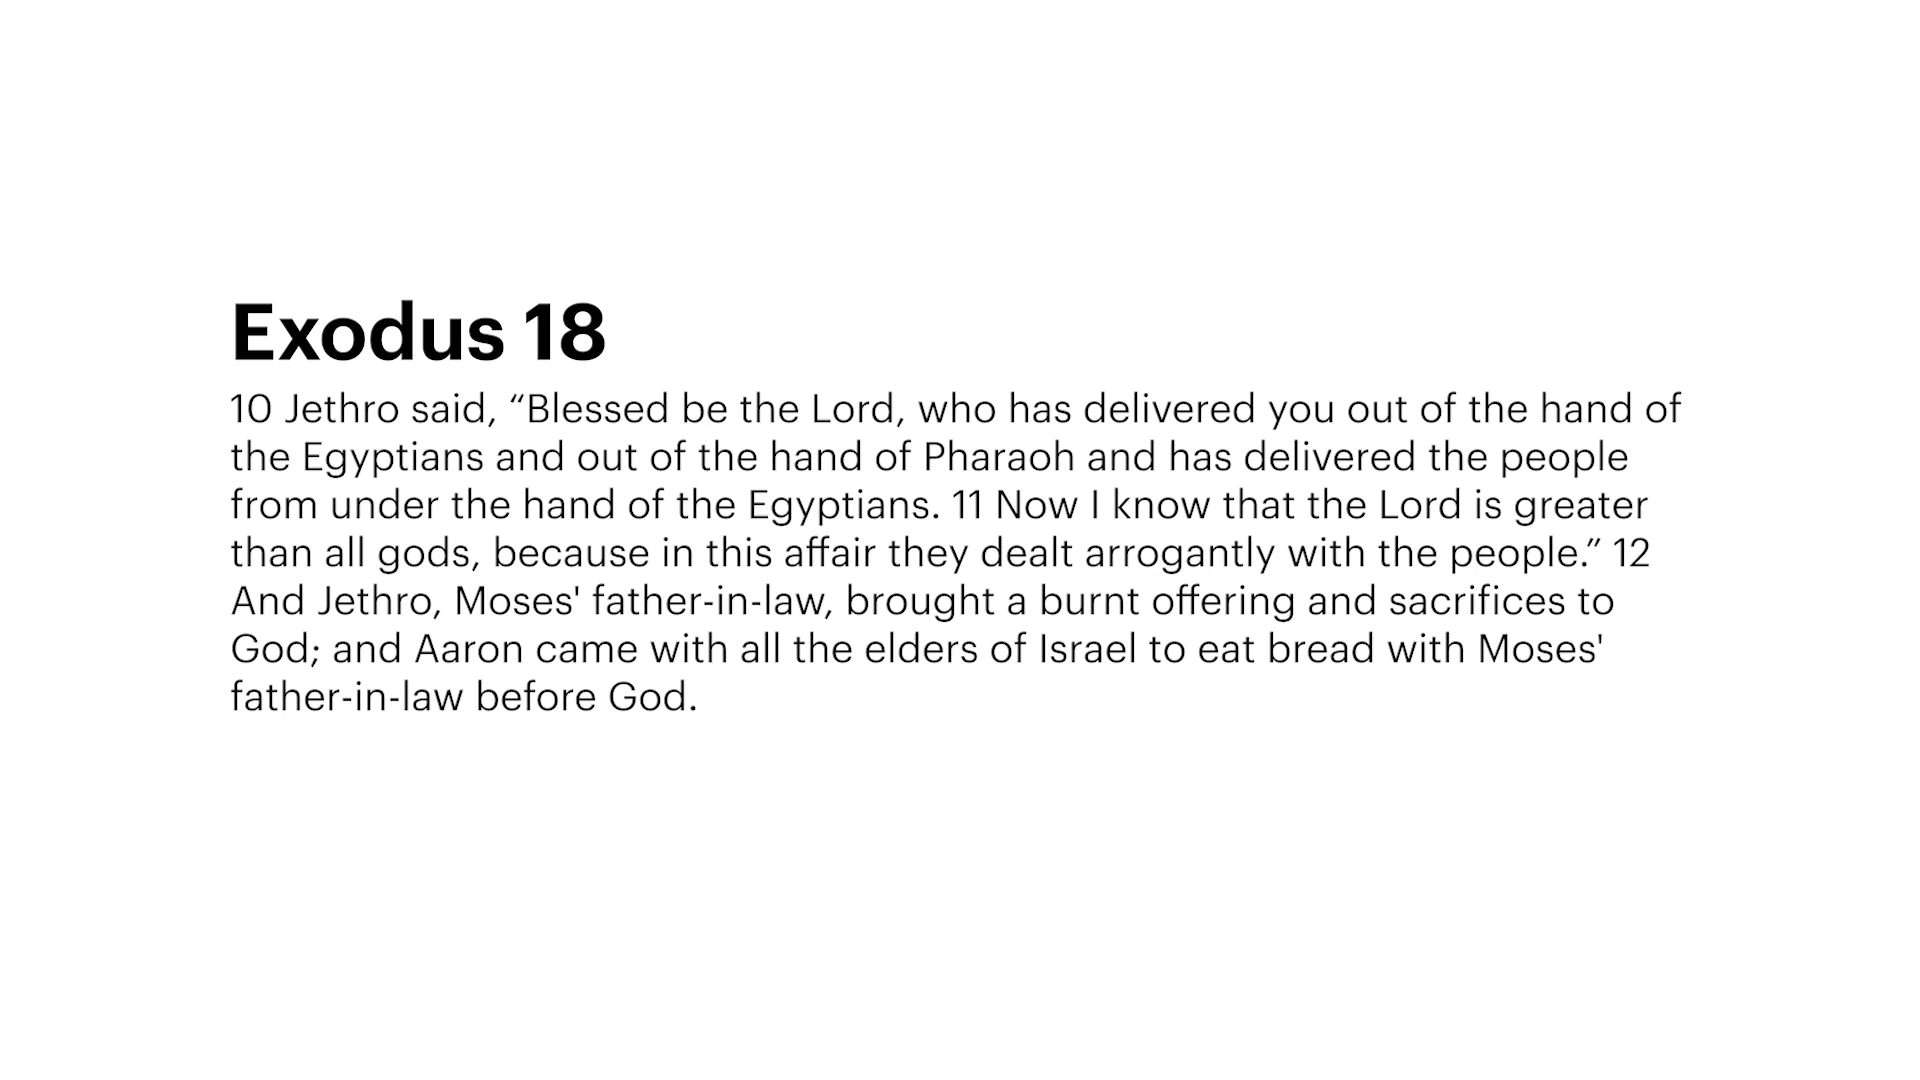 Exodus 18
10 Jethro said, “Blessed be the Lord, who has delivered you out of the hand of
the Egyptians and out of the hand of Pharaoh and has delivered the people
from under the hand of the Egyptians. 11 Now I know that the Lord is greater
than all gods, because in this affair they dealt arrogantly with the people.” 12
And Jethro, Moses' father-in-law, brought a burnt offering and sacrifices to
God; and Aaron came with all the elders of Israel to eat bread with Moses'
father-in-law before God.